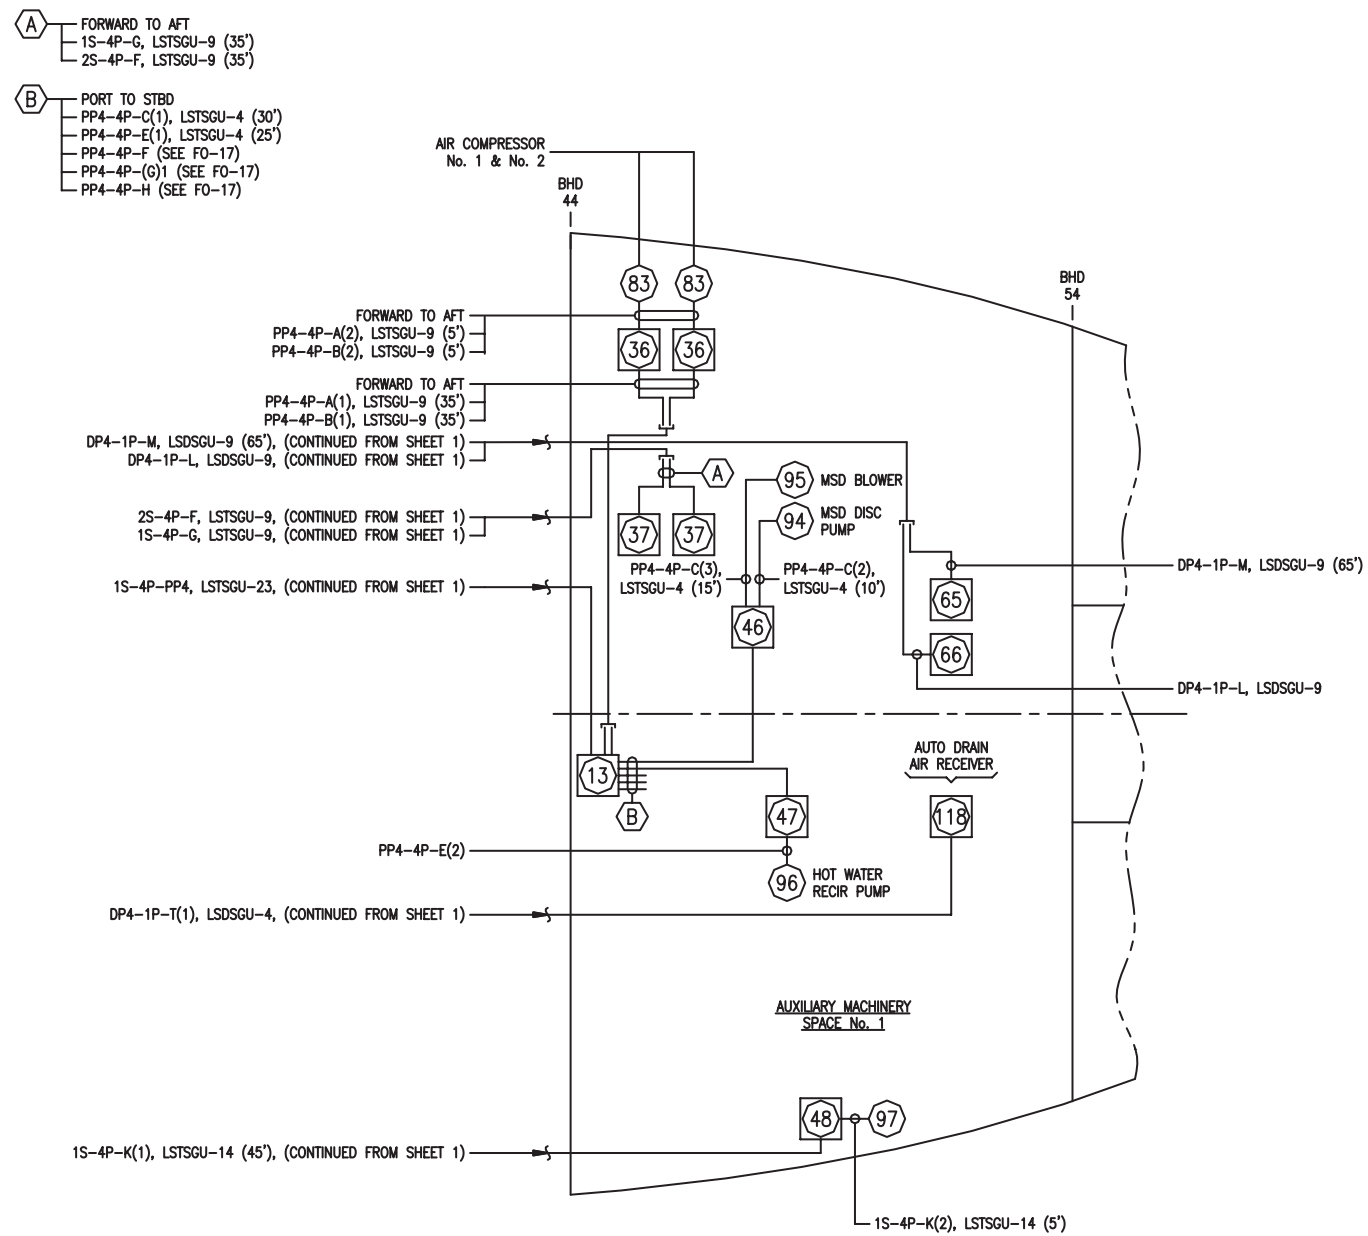 A
FORWARD TO AFT
1S-4P-G, LSTSGU-9 (35')
2S-4P-F, LSTSGU-9 (35')
B
PORT TO STBD
PP4-4P-C(1), LSTSGU-4 (30')
PP4-4P-E(1), LSTSGU-4 (25')
PP4-4P-F (SEE FO-17)
PP4-4P-(G)1 (SEE FO-17)
PP4-4P-H (SEE FO-17)
AIR COMPRESSOR
No. 1 & No. 2
BHD
44
BHD
54
83
83
FORWARD TO AFT
PP4-4P-A(2), LSTSGU-9 (5')
PP4-4P-B(2), LSTSGU-9 (5')
36
36
FORWARD TO AFT
PP4-4P-A(1), LSTSGU-9 (35')
PP4-4P-B(1), LSTSGU-9 (35')
DP4-1P-M, LSDSGU-9 (65'), (CONTINUED FROM SHEET 1)
DP4-1P-L, LSDSGU-9, (CONTINUED FROM SHEET 1)
A
95
MSD BLOWER
2S-4P-F, LSTSGU-9, (CONTINUED FROM SHEET 1)
1S-4P-G, LSTSGU-9, (CONTINUED FROM SHEET 1)
37
37
94
MSD DISC
PUMP
PP4-4P-C(3),
LSTSGU-4 (15')
PP4-4P-C(2),
LSTSGU-4 (10')
DP4-1P-M, LSDSGU-9 (65')
1S-4P-PP4, LSTSGU-23, (CONTINUED FROM SHEET 1)
65
46
66
DP4-1P-L, LSDSGU-9
AUTO DRAIN
AIR RECEIVER
13
B
47
118
PP4-4P-E(2)
96
HOT WATER
RECIR PUMP
DP4-1P-T(1), LSDSGU-4, (CONTINUED FROM SHEET 1)
AUXILIARY MACHINERY
SPACE No. 1
48
97
1S-4P-K(1), LSTSGU-14 (45'), (CONTINUED FROM SHEET 1)
1S-4P-K(2), LSTSGU-14 (5')